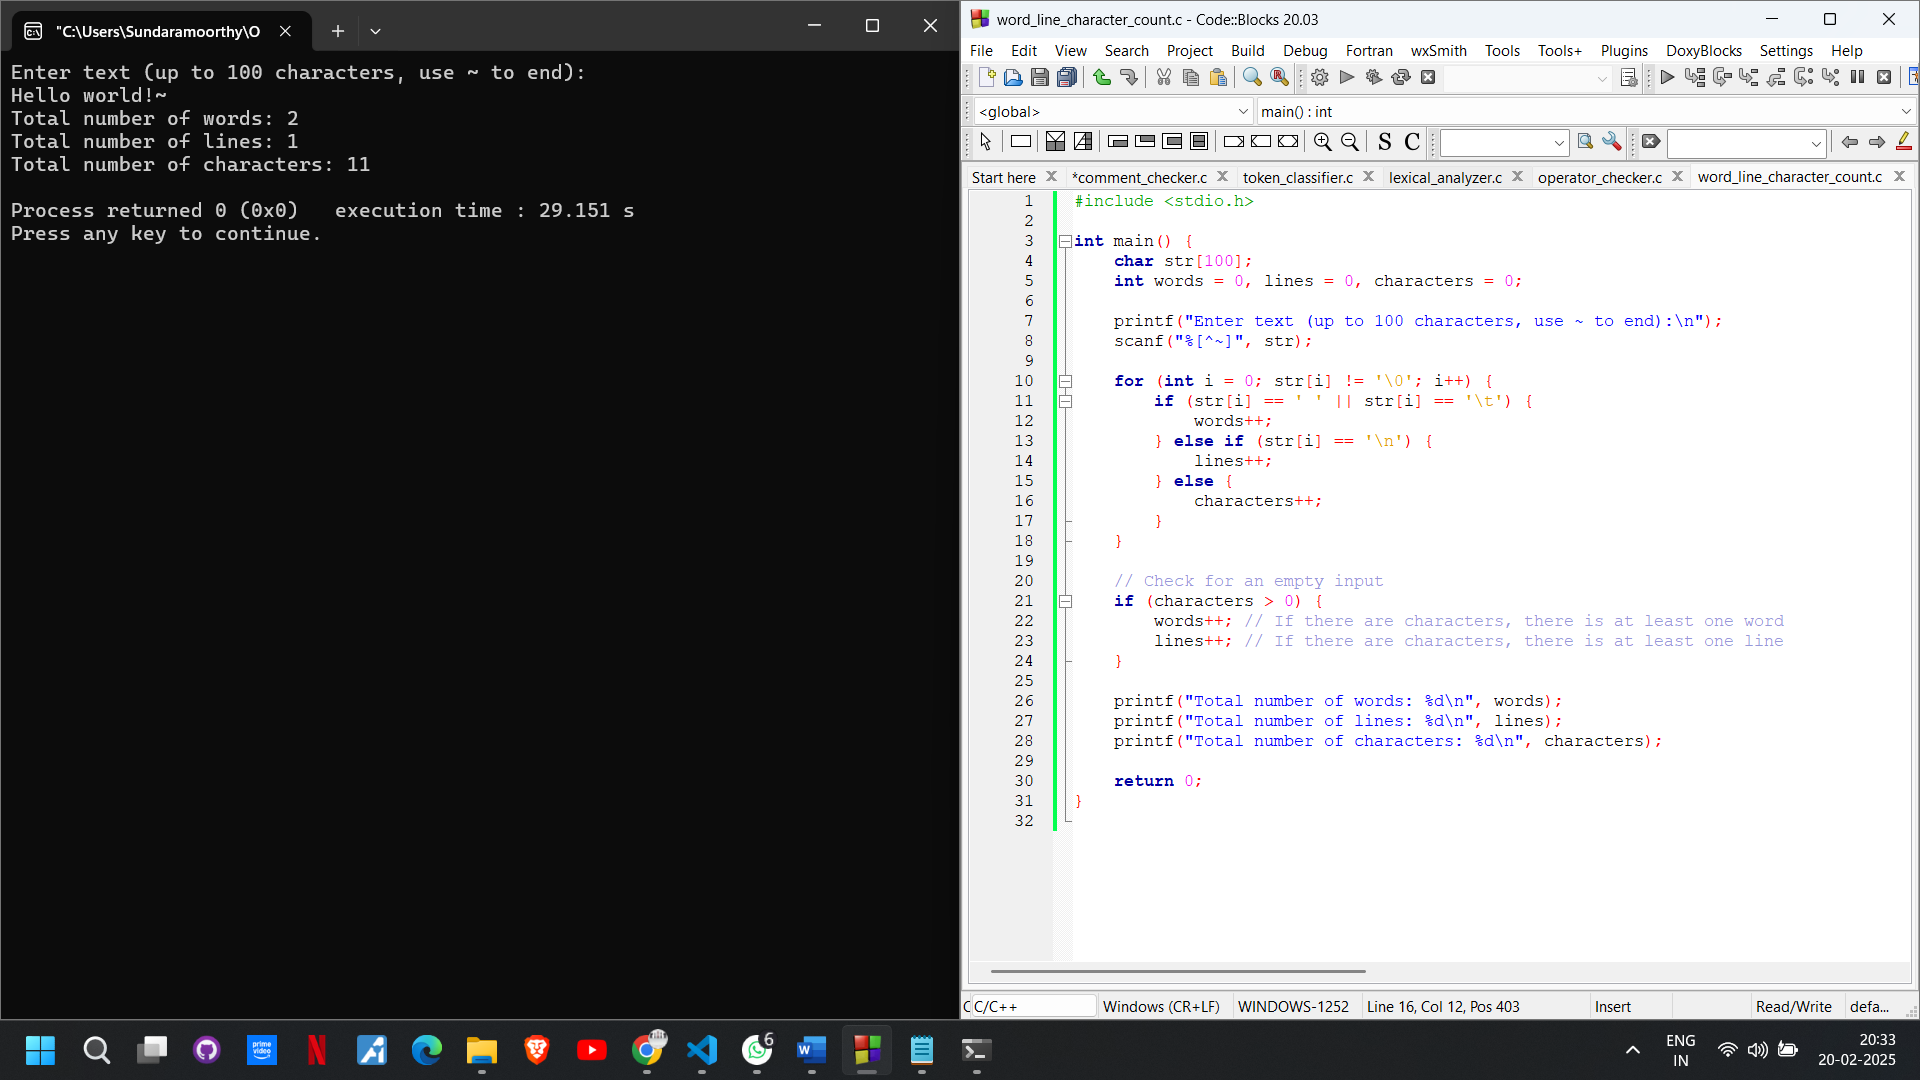 "C:\Users\Sundaramoorthy\O
Enter text (up to 100 characters, use ~ to end):
Hello world!~
Total number of words: 2
Total number of lines: 1
Total number of characters: 11
Process returned 0 (0x0)   execution time : 29.151 s
Press any key to continue.
word_line_character_count.c - Code::Blocks 20.03
File Edit View Search Project Build Debug Fortran wxSmith Tools Tools+ Plugins DoxyBlocks Settings Help
<global> main() : int
S C
Start here *comment_checker.c token_classifier.c lexical_analyzer.c operator_checker.c word_line_character_count.c
1 #include <stdio.h>
2
3 int main() {
4     char str[100];
5     int words = 0, lines = 0, characters = 0;
6
7     printf("Enter text (up to 100 characters, use ~ to end):\n");
8     scanf("%[^~]", str);
9
10     for (int i = 0; str[i] != '\0'; i++) {
11         if (str[i] == ' ' || str[i] == '\t') {
12             words++;
13         } else if (str[i] == '\n') {
14             lines++;
15         } else {
16             characters++;
17         }
18     }
19
20     // Check for an empty input
21     if (characters > 0) {
22         words++; // If there are characters, there is at least one word
23         lines++; // If there are characters, there is at least one line
24     }
25
26     printf("Total number of words: %d\n", words);
27     printf("Total number of lines: %d\n", lines);
28     printf("Total number of characters: %d\n", characters);
29
30     return 0;
31 }
32
C/C++ Windows (CR+LF) WINDOWS-1252 Line 16, Col 12, Pos 403 Insert Read/Write defa...
prime video
6
ENG
IN
20:33
20-02-2025